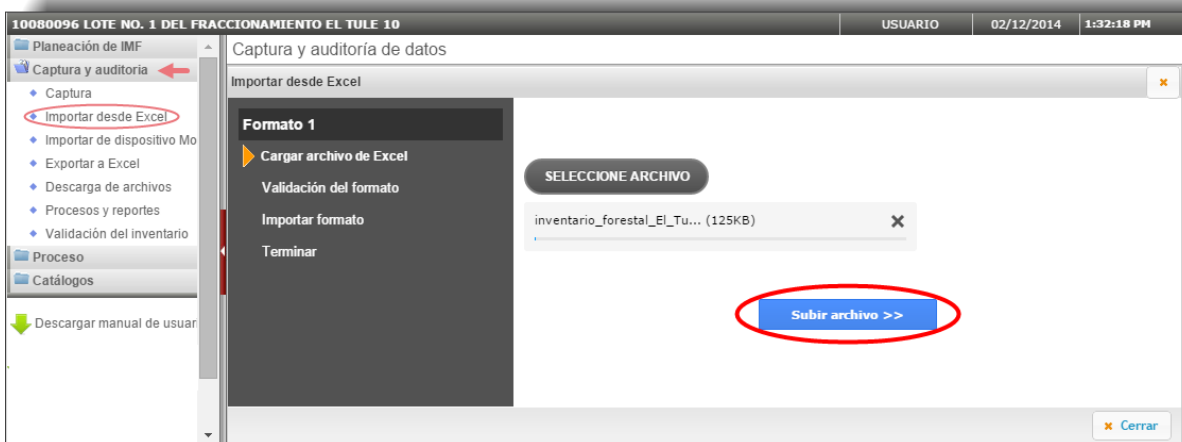 10080096 LOTE NO. 1 DEL FRACCIONAMIENTO EL TULE 10
USUARIO
02/12/2014
1:32:18 PM
Planeación de IMF
Captura y auditoria
Captura
Importar desde Excel
Importar de dispositivo Mo
Exportar a Excel
Descarga de archivos
Procesos y reportes
Validación del inventario
Proceso
Catálogos
Descargar manual de usuar
Captura y auditoría de datos
Importar desde Excel
Formato 1
Cargar archivo de Excel
Validación del formato
Importar formato
Terminar
SELECCIONE ARCHIVO
inventario_forestal_El_Tu... (125KB)
Subir archivo >>
Cerrar